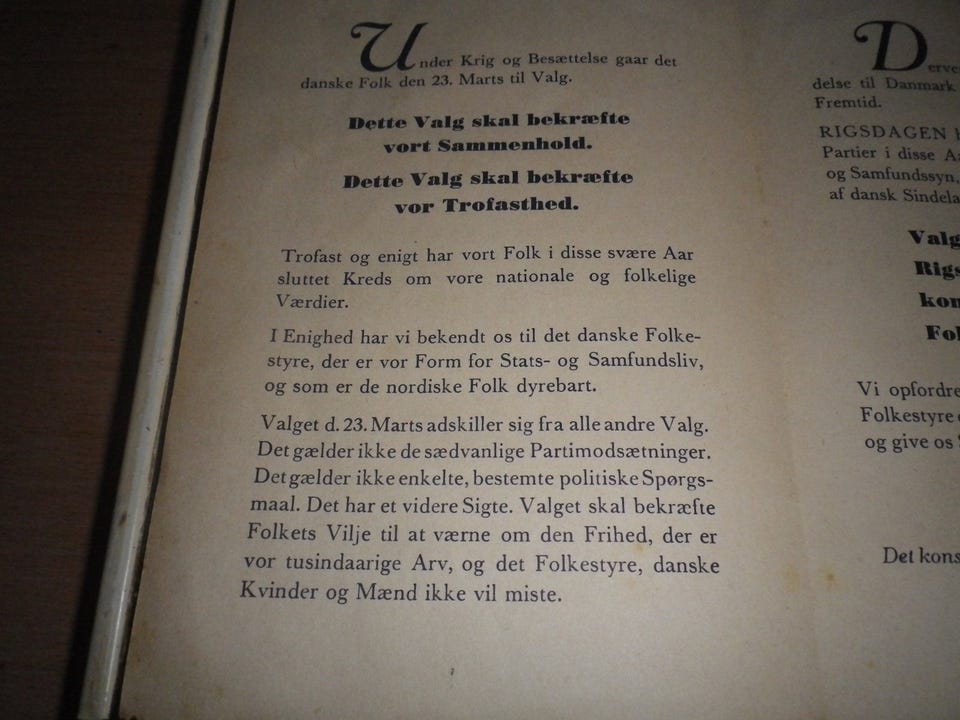 Under Krig og Besættelse gaar det
danske Folk den 23. Marts til Valg.
Dette Valg skal bekræfte
vort Sammenhold.
Dette Valg skal bekræfte
vor Trofasthed.
Trofast og enigt har vort Folk i disse svære Aar
sluttet Kreds om vore nationale og folkelige
Værdier.
I Enighed har vi bekendt os til det danske Folke-
styre, der er vor Form for Stats- og Samfundsliv,
og som er de nordiske Folk dyrebart.
Valget d. 23. Marts adskiller sig fra alle andre Valg.
Det gælder ikke de sædvanlige Partimodsætninger.
Det gælder ikke enkelte, bestemte politiske Spørgs-
maal. Det har et videre Sigte. Valget skal bekræfte
Folkets Vilje til at værne om den Frihed, der er
vor tusindaarige Arv, og det Folkestyre, danske
Kvinder og Mænd ikke vil miste.
delse til Danmark
Fremtid.
RIGSDAGEN
Partier i disse
og Samfundssyn,
af dansk
Vi
Folkestyre
og give os
Det